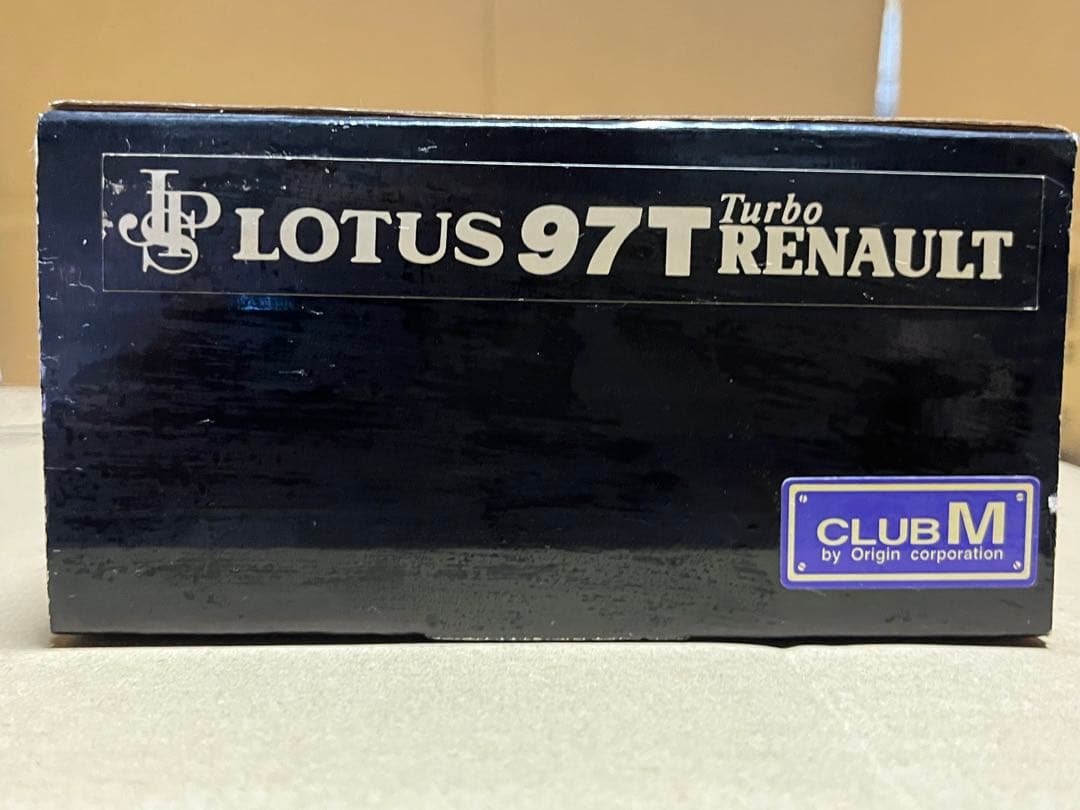 JPS LOTUS 97T Turbo RENAULT
CLUB M
by Origin corporation